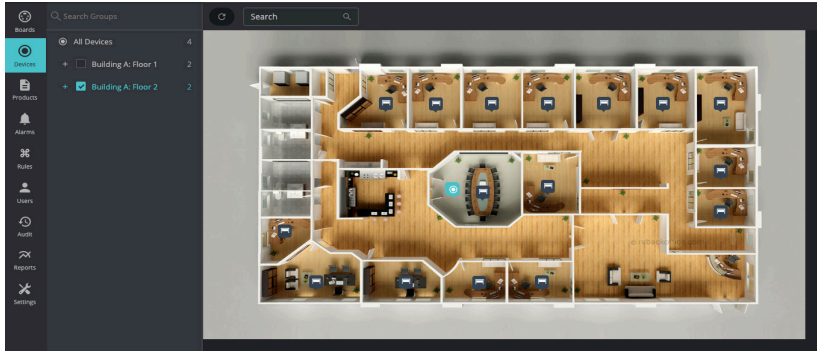 Boards
Devices
Products
Alarms
Rules
Users
Audit
Reports
Settings
Search Groups
All Devices 4
+ Building A: Floor 1 2
+ Building A: Floor 2 2
Search